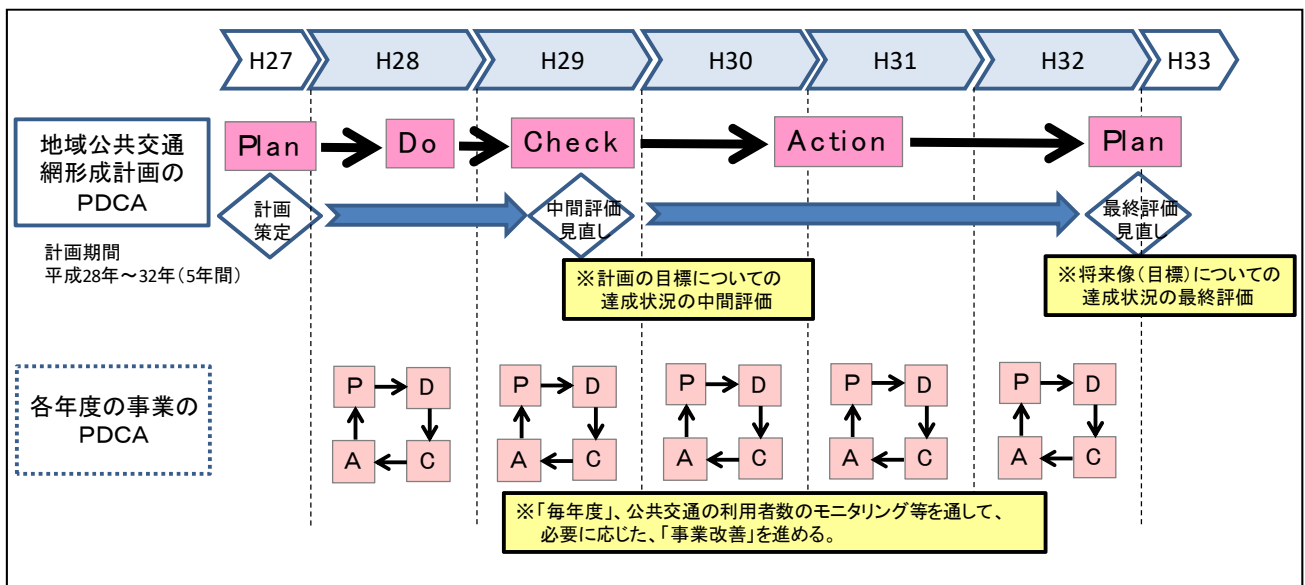 H27
H28
H29
H30
H31
H32
H33
地域公共交通
網形成計画の
PDCA
Plan
Do
Check
Action
Plan
計画
策定
中間評価
見直し
最終評価
見直し
計画期間
平成28年～32年(5年間)
※計画の目標についての
達成状況の中間評価
※将来像(目標)についての
達成状況の最終評価
各年度の事業の
PDCA
P
D
A
C
P
D
A
C
P
D
A
C
P
D
A
C
P
D
A
C
※「毎年度」、公共交通の利用者数のモニタリング等を通して、
必要に応じた、「事業改善」を進める。